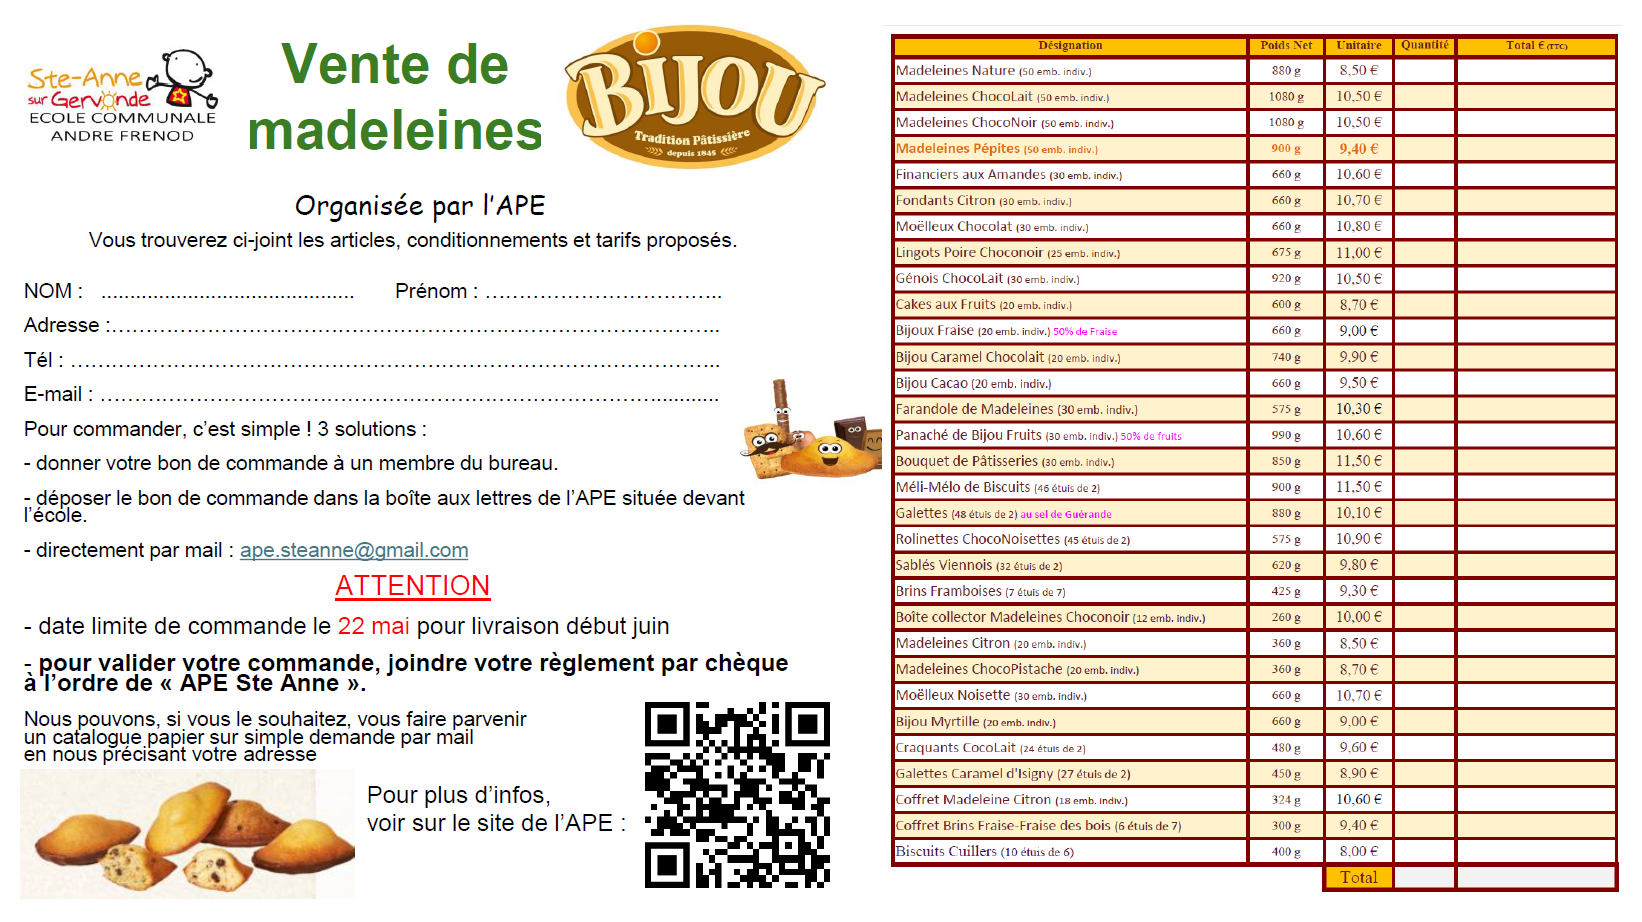 Ste-Anne
sur Gervonde
ECOLE COMMUNALE
ANDRE FRENOD
Vente de
madeleines
BIJOU
Tradition Pâtissière
depuis 1845
Organisée par l'APE
Vous trouverez ci-joint les articles, conditionnements et tarifs proposés.
NOM : ............................................ Prénom : ……………………………..
Adresse :……………………………………………………………………………..
Tél : …………………………………………………………………………………..
E-mail : ………………………………………………………………………...........
Pour commander, c'est simple ! 3 solutions :
- donner votre bon de commande à un membre du bureau.
- déposer le bon de commande dans la boîte aux lettres de l'APE située devant
l'école.
- directement par mail : ape.steanne@gmail.com
ATTENTION
- date limite de commande le 22 mai pour livraison début juin
- pour valider votre commande, joindre votre règlement par chèque
à l'ordre de « APE Ste Anne ».
Nous pouvons, si vous le souhaitez, vous faire parvenir
un catalogue papier sur simple demande par mail
en nous précisant votre adresse
Pour plus d'infos,
voir sur le site de l'APE :
Désignation Poids Net Unitaire Quantité Total € (TTC)
Madeleines Nature (50 emb. indiv.) 880 g 8,50 €
Madeleines ChocoLait (50 emb. indiv.) 1080 g 10,50 €
Madeleines ChocoNoir (50 emb. indiv.) 1080 g 10,50 €
Madeleines Pépites (50 emb. indiv.) 900 g 9,40 €
Financiers aux Amandes (30 emb. indiv.) 660 g 10,60 €
Fondants Citron (30 emb. indiv.) 660 g 10,70 €
Moëlleux Chocolat (30 emb. indiv.) 660 g 10,80 €
Lingots Poire Choconoir (25 emb. indiv.) 675 g 11,00 €
Génois ChocoLait (30 emb. indiv.) 920 g 10,50 €
Cakes aux Fruits (20 emb. indiv.) 600 g 8,70 €
Bijoux Fraise (20 emb. indiv.) 50% de Fraise 660 g 9,00 €
Bijou Caramel Chocolait (20 emb. indiv.) 740 g 9,90 €
Bijou Cacao (20 emb. indiv.) 660 g 9,50 €
Farandole de Madeleines (30 emb. indiv.) 575 g 10,30 €
Panaché de Bijou Fruits (30 emb. indiv.) 50% de fruits 990 g 10,60 €
Bouquet de Pâtisseries (30 emb. indiv.) 850 g 11,50 €
Méli-Mélo de Biscuits (46 étuis de 2) 900 g 11,50 €
Galettes (48 étuis de 2) au sel de Guérande 880 g 10,10 €
Rolinettes ChocoNoisettes (45 étuis de 2) 575 g 10,90 €
Sablés Viennois (32 étuis de 2) 620 g 9,80 €
Brins Framboises (7 étuis de 7) 425 g 9,30 €
Boîte collector Madeleines Choconoir (12 emb. indiv.) 260 g 10,00 €
Madeleines Citron (20 emb. indiv.) 360 g 8,50 €
Madeleines ChocoPistache (20 emb. indiv.) 360 g 8,70 €
Moëlleux Noisette (30 emb. indiv.) 660 g 10,70 €
Bijou Myrtille (20 emb. indiv.) 660 g 9,00 €
Craquants CocoLait (24 étuis de 2) 480 g 9,60 €
Galettes Caramel d'Isigny (27 étuis de 2) 450 g 8,90 €
Coffret Madeleine Citron (18 emb. indiv.) 324 g 10,60 €
Coffret Brins Fraise-Fraise des bois (6 étuis de 7) 300 g 9,40 €
Biscuits Cuillers (10 étuis de 6) 400 g 8,00 €
Total